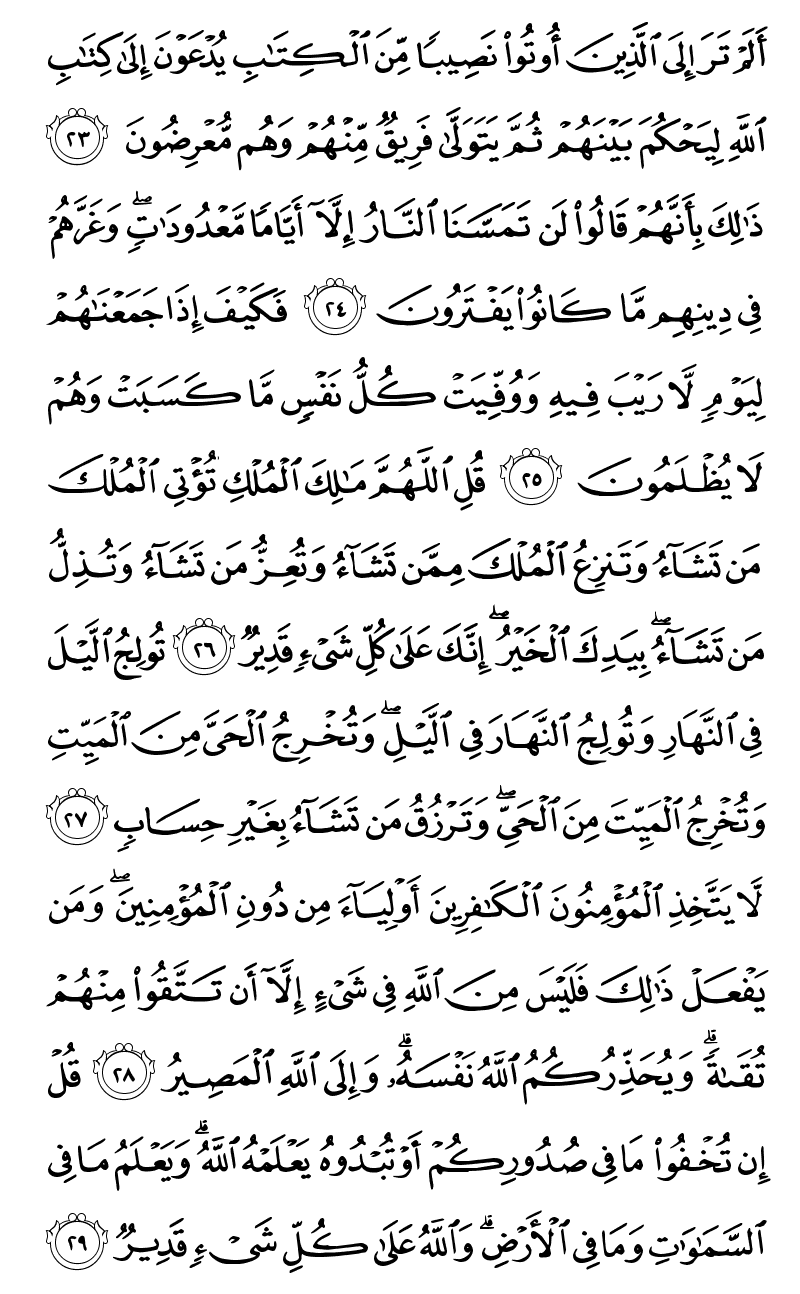 أَلَمْ تَرَ إِلَى ٱلَّذِينَ أُوتُوا۟ نَصِيبًا مِّنَ ٱلْكِتَـٰبِ يُدْعَوْنَ إِلَىٰ كِتَـٰبِ
ٱللَّهِ لِيَحْكُمَ بَيْنَهُمْ ثُمَّ يَتَوَلَّىٰ فَرِيقٌ مِّنْهُمْ وَهُم مُّعْرِضُونَ ٢٣
ذَٰلِكَ بِأَنَّهُمْ قَالُوا۟ لَن تَمَسَّنَا ٱلنَّارُ إِلَّآ أَيَّامًا مَّعْدُودَٰتٍ ۖ وَغَرَّهُمْ
فِى دِينِهِم مَّا كَانُوا۟ يَفْتَرُونَ ٢٤ فَكَيْفَ إِذَا جَمَعْنَـٰهُمْ
لِيَوْمٍ لَّا رَيْبَ فِيهِ وَوُفِّيَتْ كُلُّ نَفْسٍ مَّا كَسَبَتْ وَهُمْ
لَا يُظْلَمُونَ ٢٥ قُلِ ٱللَّهُمَّ مَـٰلِكَ ٱلْمُلْكِ تُؤْتِى ٱلْمُلْكَ
مَن تَشَآءُ وَتَنزِعُ ٱلْمُلْكَ مِمَّن تَشَآءُ وَتُعِزُّ مَن تَشَآءُ وَتُذِلُّ
مَن تَشَآءُ ۖ بِيَدِكَ ٱلْخَيْرُ ۖ إِنَّكَ عَلَىٰ كُلِّ شَىْءٍ قَدِيرٌ ٢٦ تُولِجُ ٱلَّيْلَ
فِى ٱلنَّهَارِ وَتُولِجُ ٱلنَّهَارَ فِى ٱلَّيْلِ ۖ وَتُخْرِجُ ٱلْحَىَّ مِنَ ٱلْمَيِّتِ
وَتُخْرِجُ ٱلْمَيِّتَ مِنَ ٱلْحَىِّ ۖ وَتَرْزُقُ مَن تَشَآءُ بِغَيْرِ حِسَابٍ ٢٧
لَّا يَتَّخِذِ ٱلْمُؤْمِنُونَ ٱلْكَـٰفِرِينَ أَوْلِيَآءَ مِن دُونِ ٱلْمُؤْمِنِينَ ۖ وَمَن
يَفْعَلْ ذَٰلِكَ فَلَيْسَ مِنَ ٱللَّهِ فِى شَىْءٍ إِلَّآ أَن تَتَّقُوا۟ مِنْهُمْ
تُقَىٰةً ۗ وَيُحَذِّرُكُمُ ٱللَّهُ نَفْسَهُۥ ۗ وَإِلَى ٱللَّهِ ٱلْمَصِيرُ ٢٨ قُلْ
إِن تُخْفُوا۟ مَا فِى صُدُورِكُمْ أَوْ تُبْدُوهُ يَعْلَمْهُ ٱللَّهُ ۗ وَيَعْلَمُ مَا فِى
ٱلسَّمَـٰوَٰتِ وَمَا فِى ٱلْأَرْضِ ۗ وَٱللَّهُ عَلَىٰ كُلِّ شَىْءٍ قَدِيرٌ ٢٩